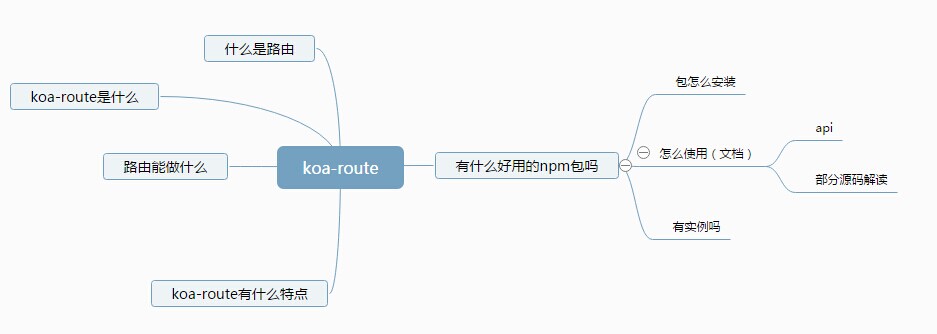 什么是路由
koa-route是什么
路由能做什么
koa-route
koa-route有什么特点
有什么好用的npm包吗
包怎么安装
怎么使用（文档）
api
部分源码解读
有实例吗